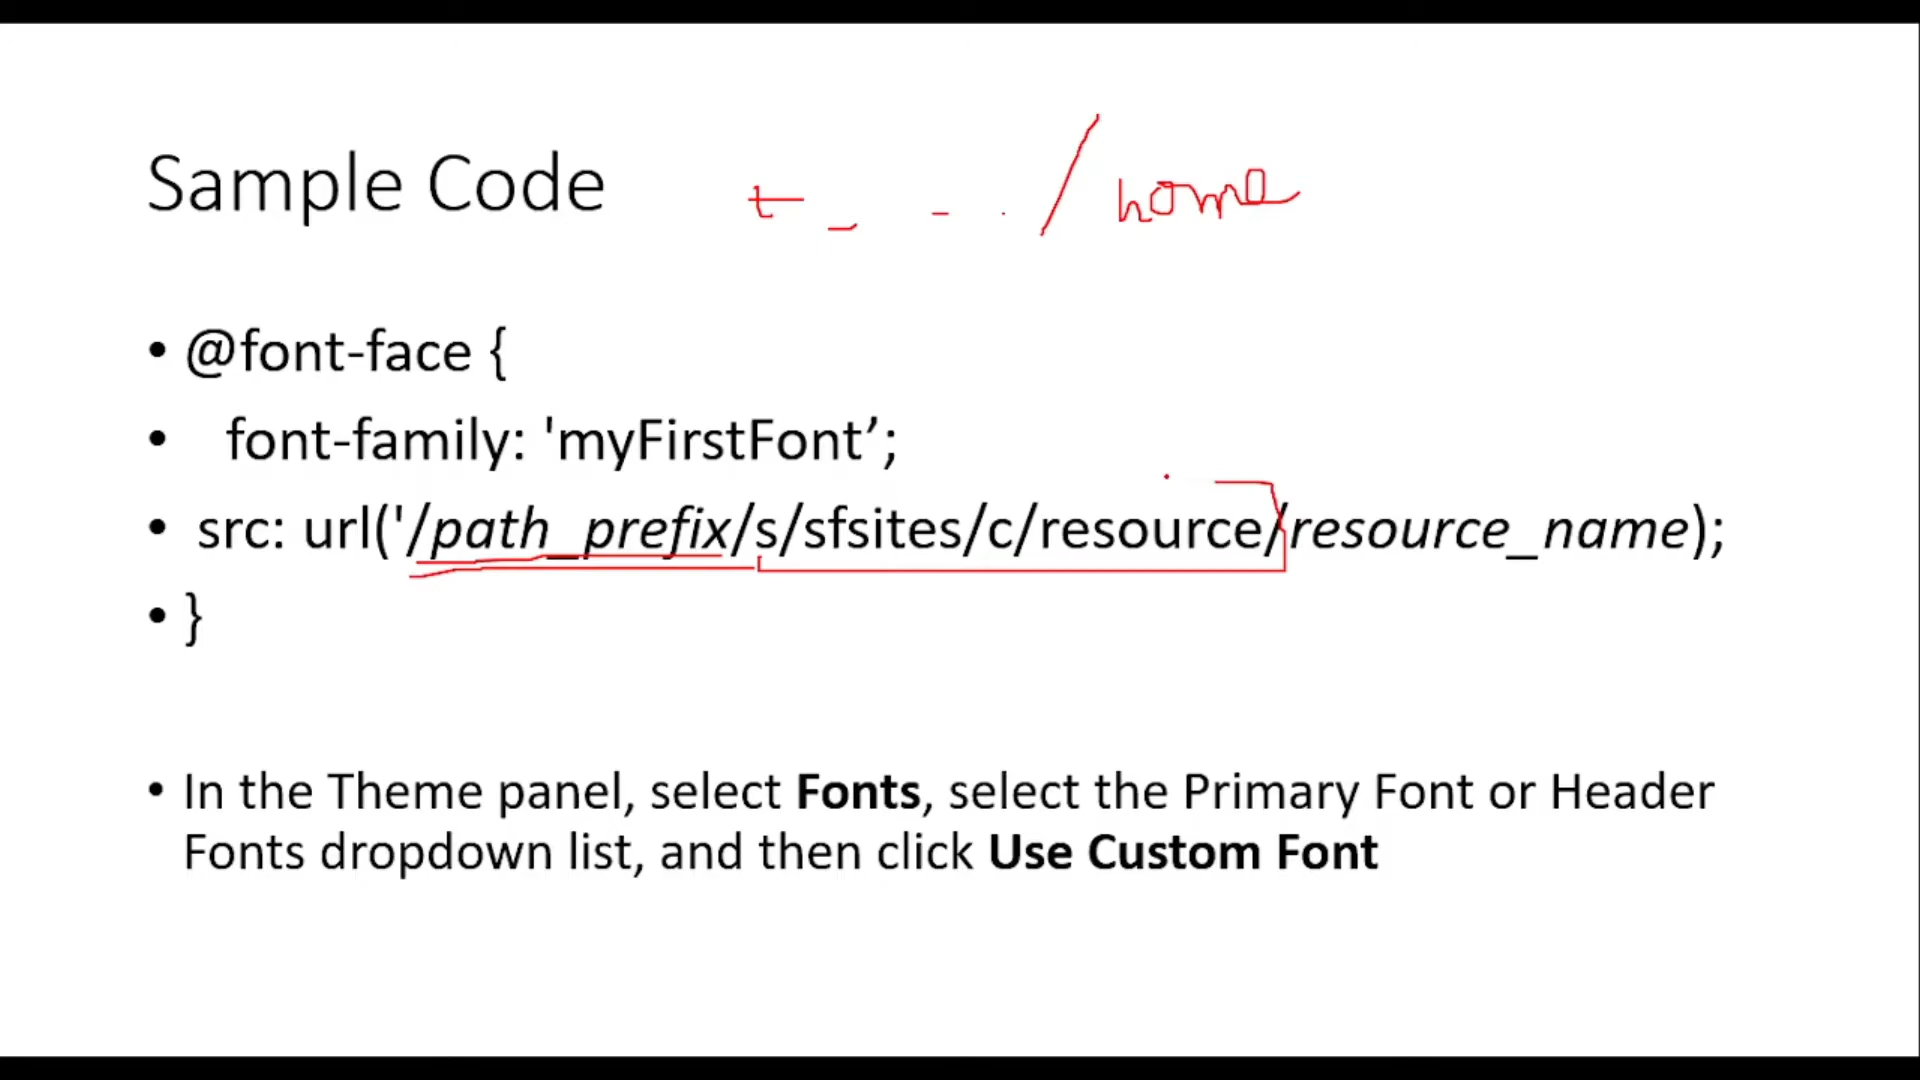 Sample Code
/home
• @font-face {
• font-family: 'myFirstFont’;
• src: url('/path_prefix/s/sfsites/c/resource/resource_name);
• }
• In the Theme panel, select Fonts, select the Primary Font or Header
Fonts dropdown list, and then click Use Custom Font